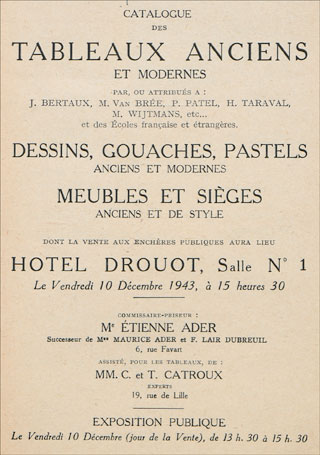 CATALOGUE
DES
TABLEAUX ANCIENS
ET MODERNES
PAR, OU ATTRIBUÉS A :
J. BERTAUX, M. VAN BRÉE, P. PATEL, H. TARAVAL,
M. WIJTMANS, etc...
et des Écoles française et étrangères.
DESSINS, GOUACHES, PASTELS
ANCIENS ET MODERNES
MEUBLES ET SIÈGES
ANCIENS ET DE STYLE
DONT LA VENTE AUX ENCHÈRES PUBLIQUES AURA LIEU
HOTEL DROUOT, Salle N° 1
Le Vendredi 10 Décembre 1943, à 15 heures 30
COMMISSAIRE-PRISEUR :
Me ÉTIENNE ADER
Successeur de Mes MAURICE ADER et F. LAIR DUBREUIL
6, rue Favart
ASSISTÉ, POUR LES TABLEAUX, DE :
MM. C. et T. CATROUX
EXPERTS
19, rue de Lille
EXPOSITION PUBLIQUE
Le Vendredi 10 Décembre (jour de la Vente), de 13 h. 30 à 15 h. 30